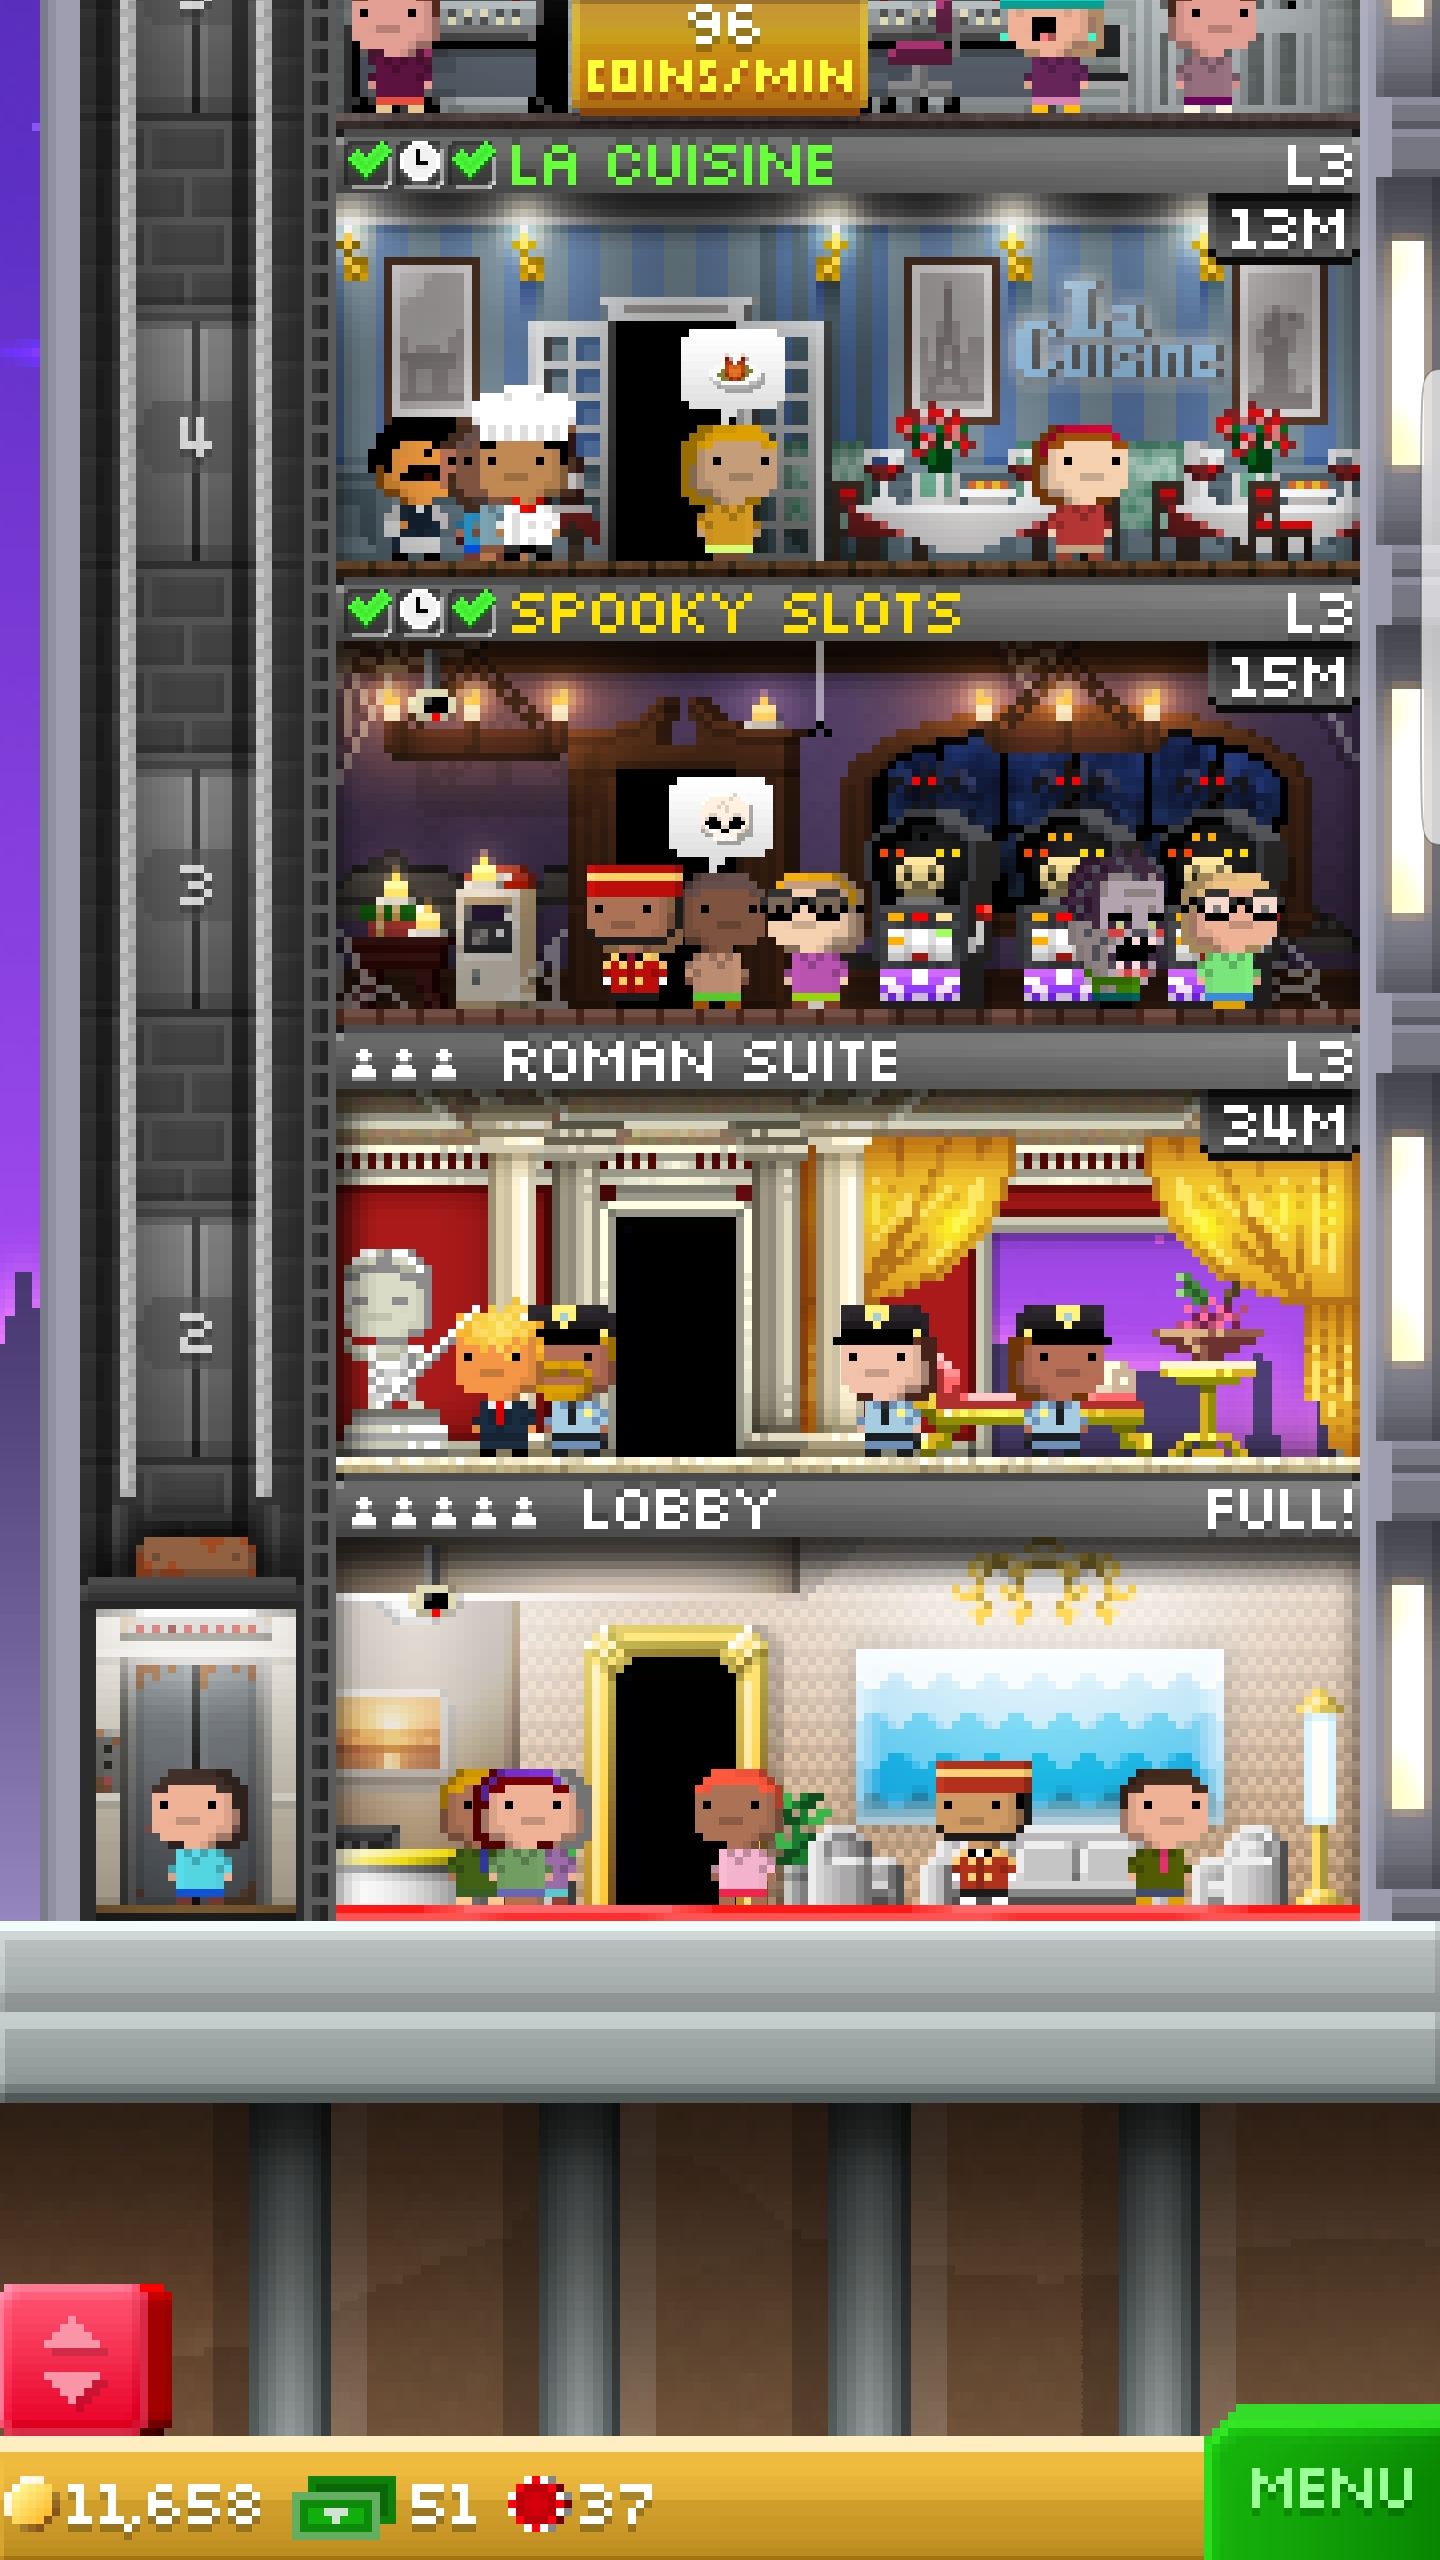 96
COINS/MIN
LA CUISINE L3
13M
La
Cuisine
4
SPOOKY SLOTS L3
15M
3
ROMAN SUITE L3
34M
2
LOBBY FULL!
11,658 51 37
MENU